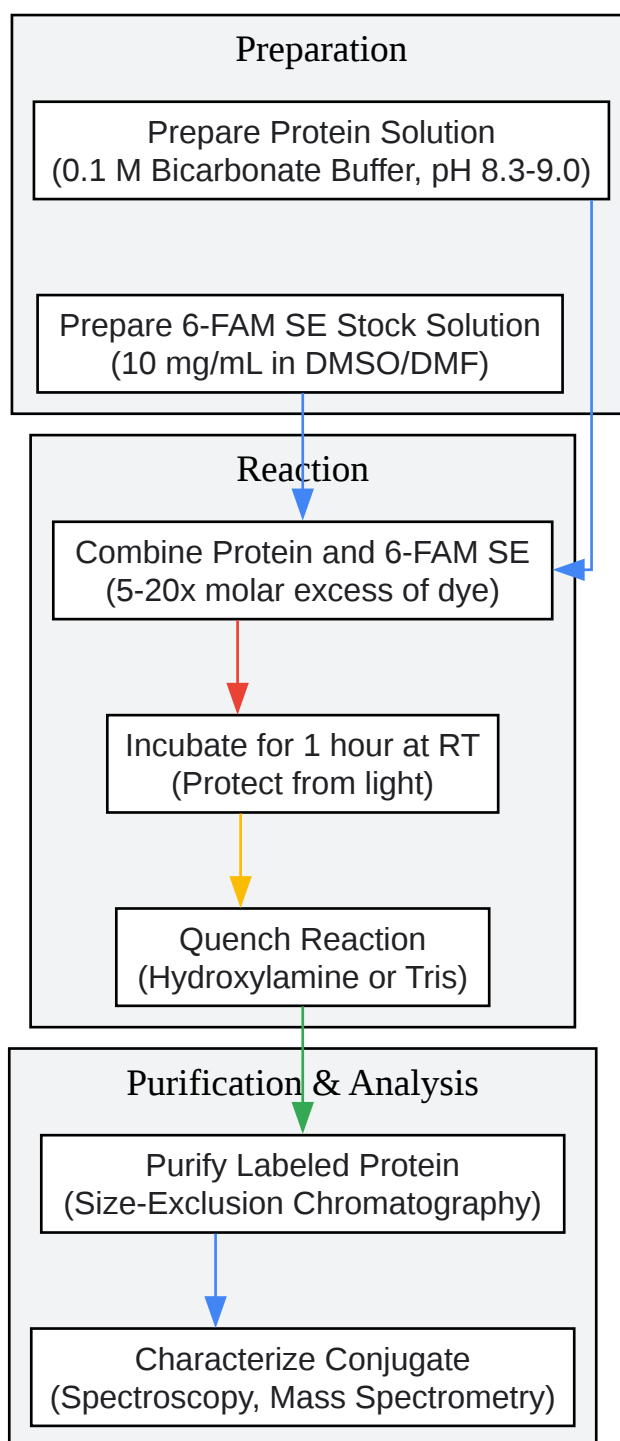 Preparation
Prepare Protein Solution
(0.1 M Bicarbonate Buffer, pH 8.3-9.0)
Prepare 6-FAM SE Stock Solution
(10 mg/mL in DMSO/DMF)
Reaction
Combine Protein and 6-FAM SE
(5-20x molar excess of dye)
Incubate for 1 hour at RT
(Protect from light)
Quench Reaction
(Hydroxylamine or Tris)
Purification & Analysis
Purify Labeled Protein
(Size-Exclusion Chromatography)
Characterize Conjugate
(Spectroscopy, Mass Spectrometry)